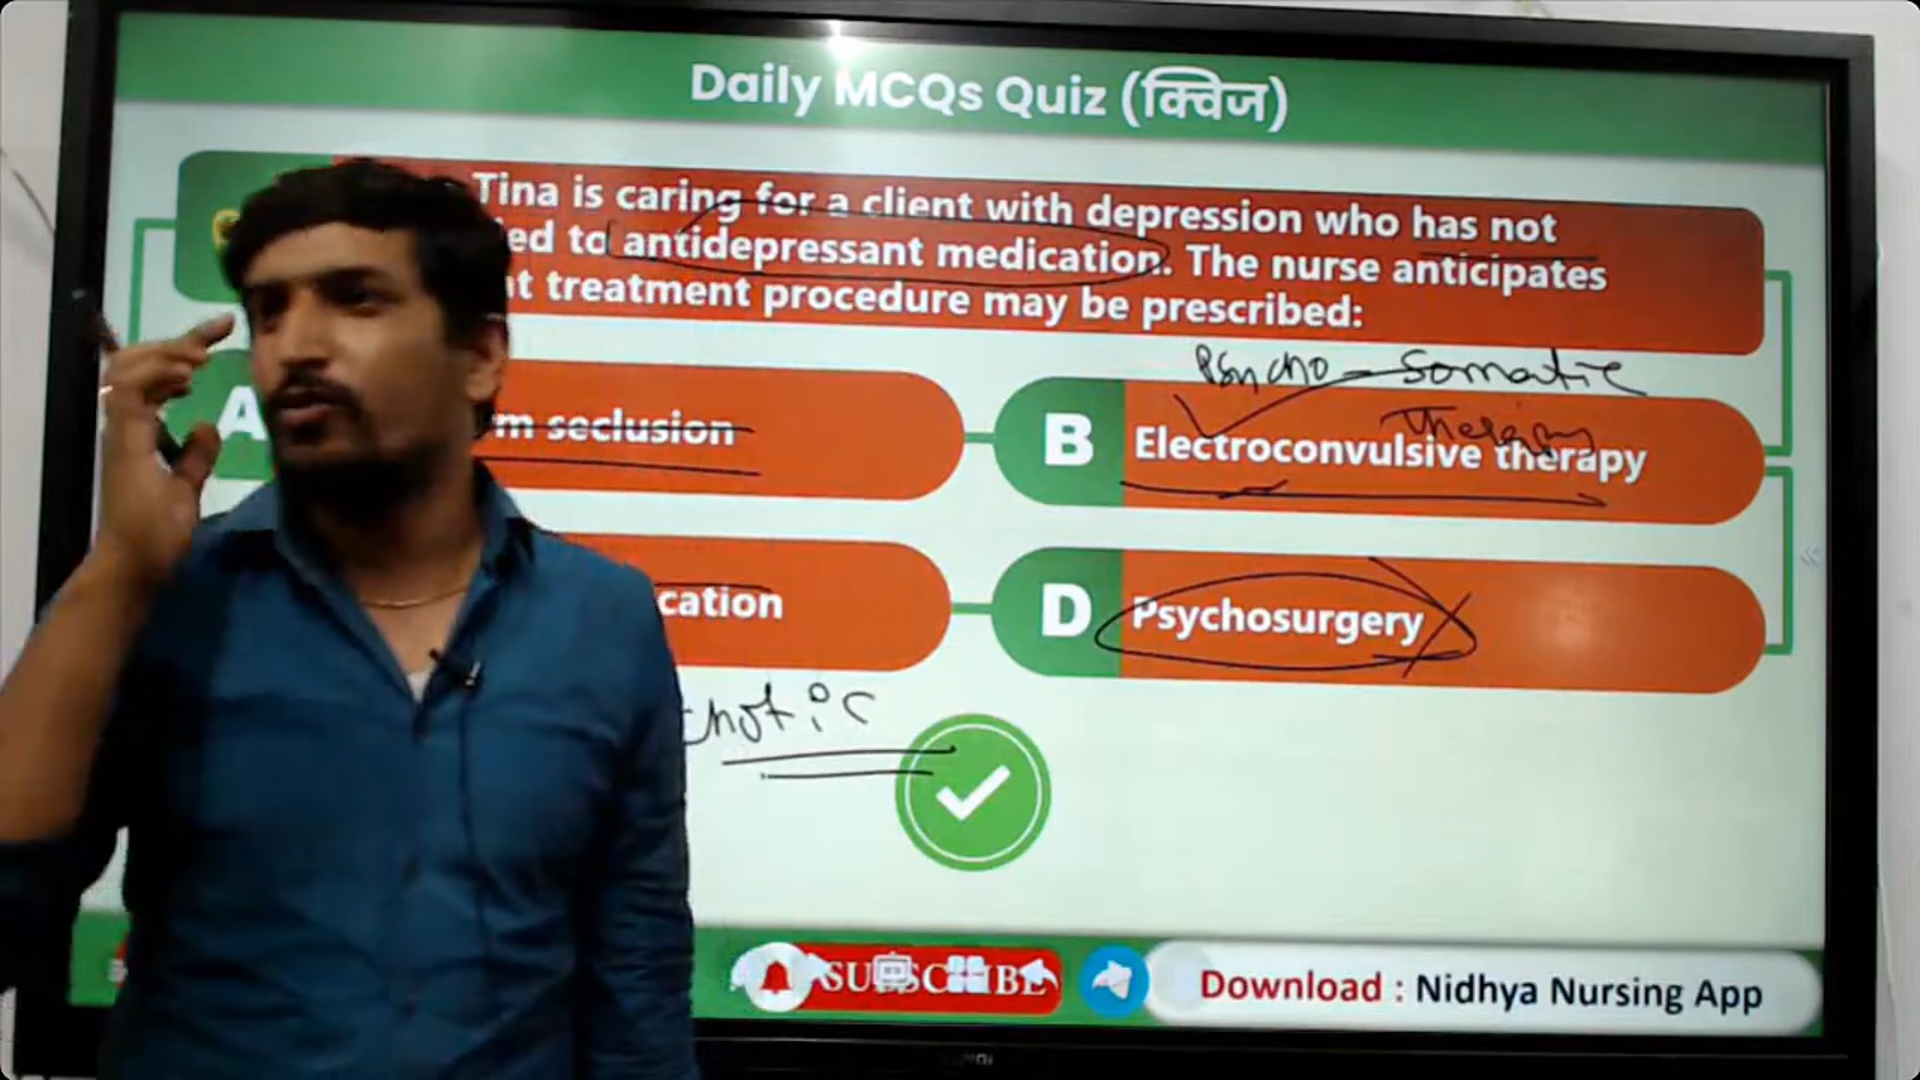 Daily MCQs Quiz (क्विज)
Tina is caring for a client with depression who has not
ed to antidepressant medication. The nurse anticipates
t treatment procedure may be prescribed:
Psycho - Somatic
Therapy
A
m seclusion
B
Electroconvulsive therapy
cation
D
Psychosurgery
chotic
SUBSCRIBE
Download : Nidhya Nursing App